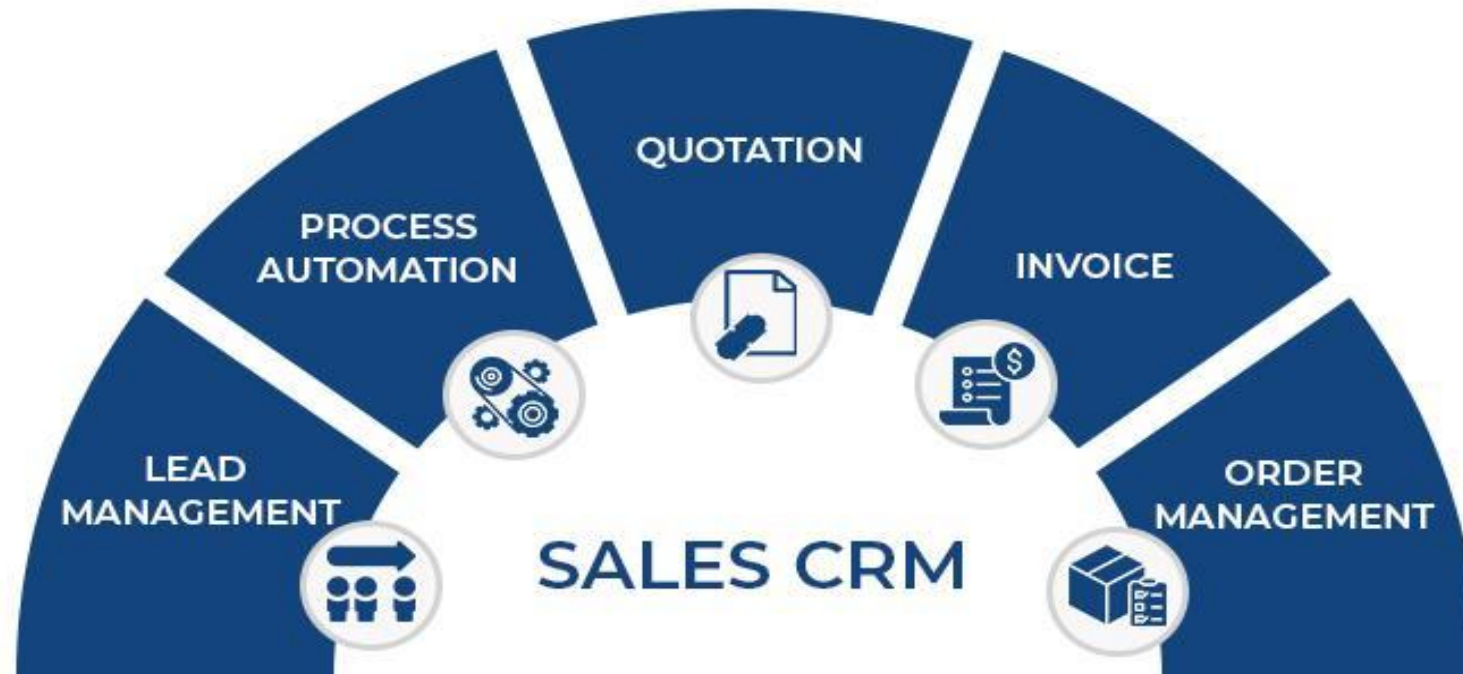 LEAD
MANAGEMENT
PROCESS
AUTOMATION
QUOTATION
INVOICE
$
ORDER
MANAGEMENT
SALES CRM